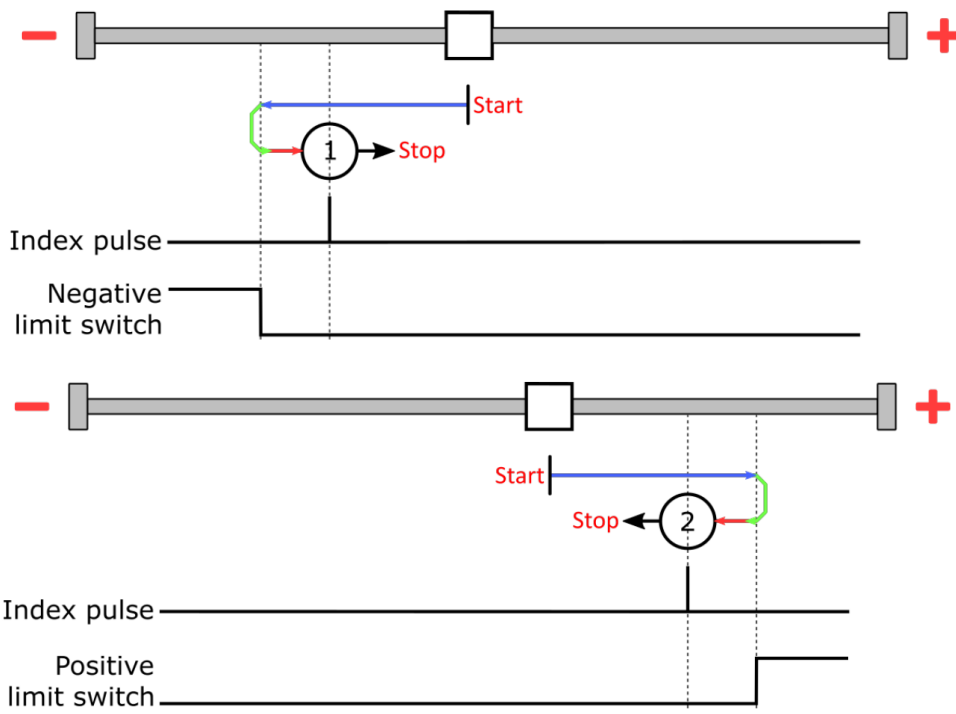 − +
Start
1 Stop
Index pulse
Negative
limit switch
− +
Start
Stop 2
Index pulse
Positive
limit switch